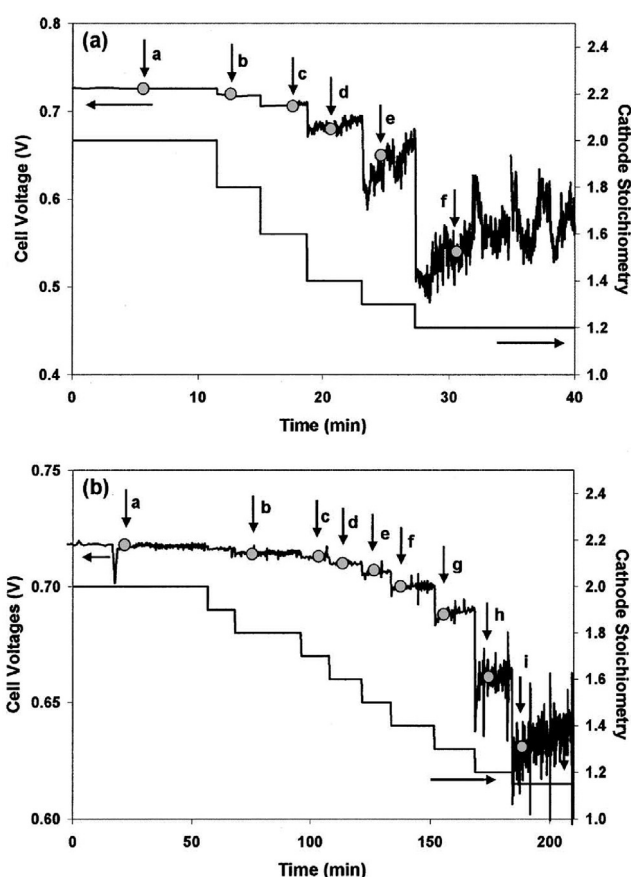 (a)
0.8
0.7
0.6
0.5
0.4
Cell Voltage (V)
a
b
c
d
e
f
2.4
2.2
2.0
1.8
1.6
1.4
1.2
1.0
Cathode Stoichiometry
0 10 20 30 40
Time (min)
(b)
0.75
0.70
0.65
0.60
Cell Voltages (V)
a
b
c
d
e
f
g
h
i
2.4
2.2
2.0
1.8
1.6
1.4
1.2
1.0
Cathode Stoichiometry
0 50 100 150 200
Time (min)